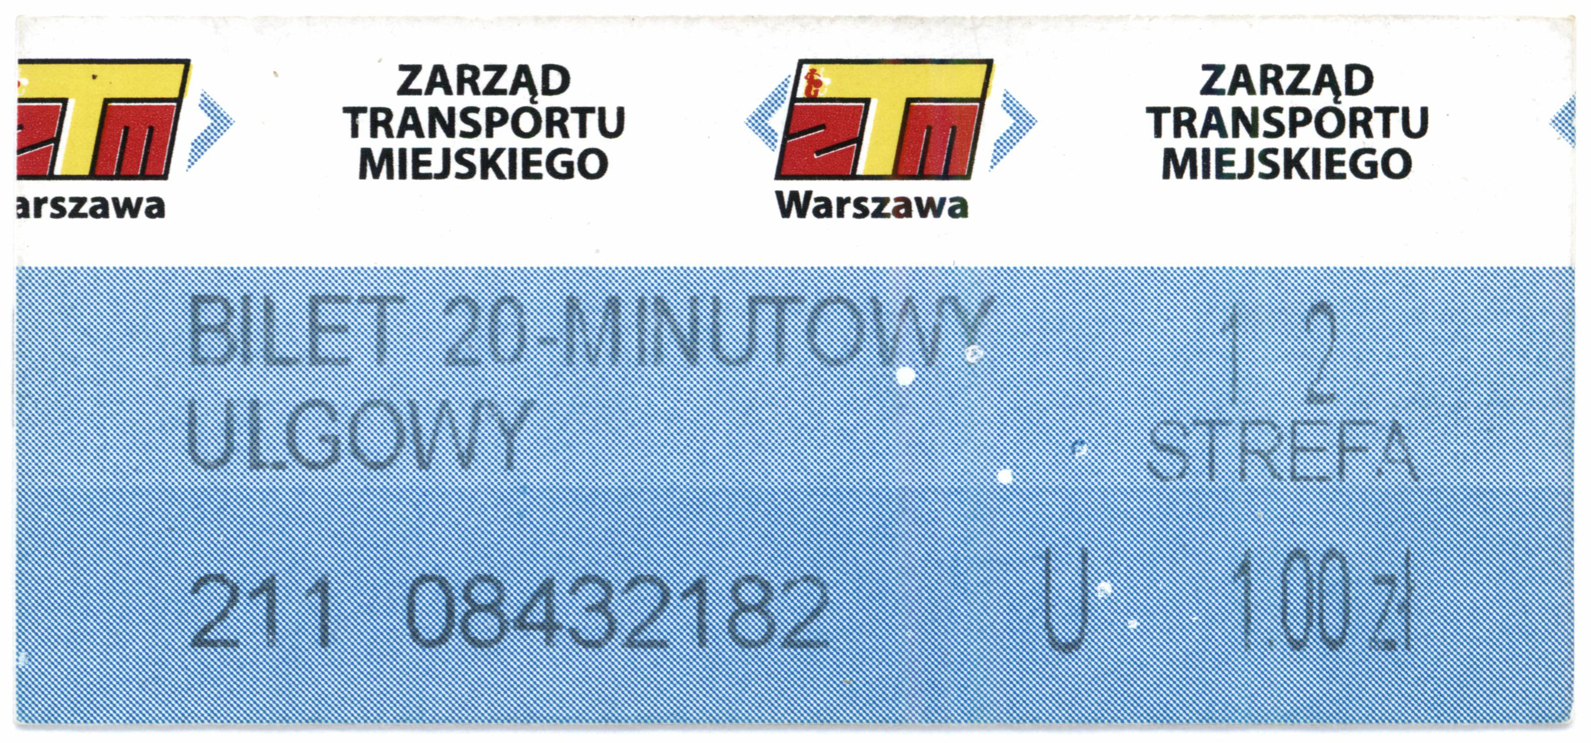 ZTM
arszawa
ZARZĄD
TRANSPORTU
MIEJSKIEGO
ZTM
Warszawa
ZARZĄD
TRANSPORTU
MIEJSKIEGO
BILET 20-MINUTOWY 1 2
ULGOWY STREFA
211 08432182 U 1.00 zł